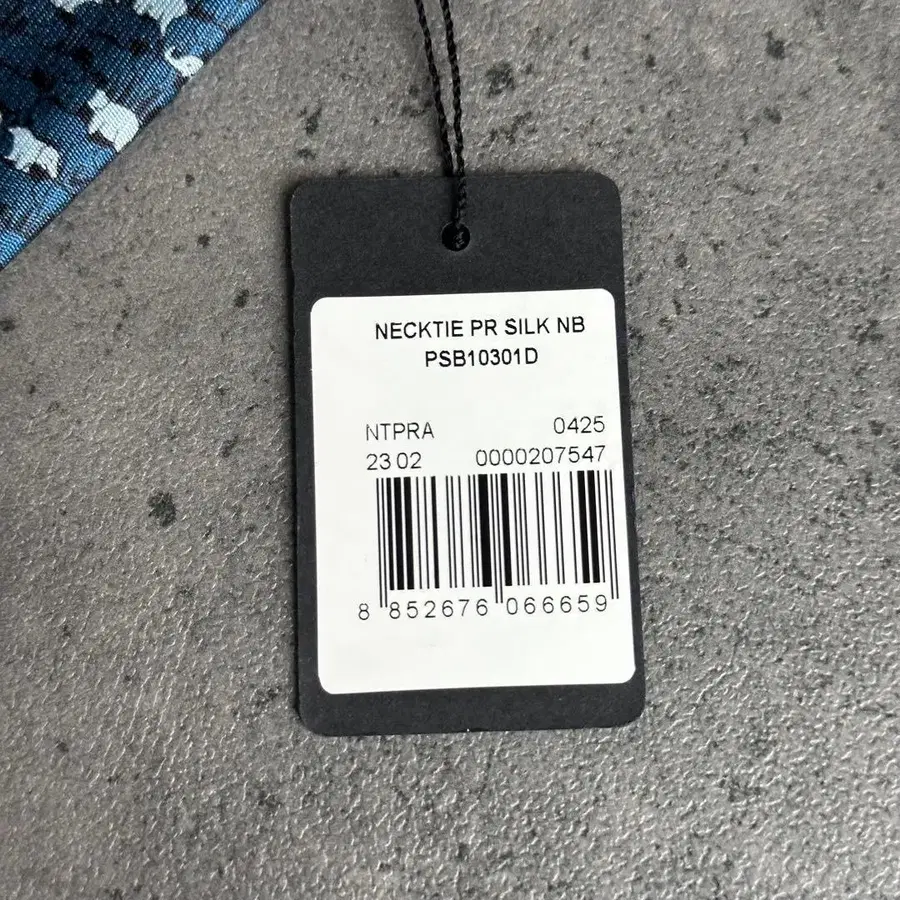 NECKTIE PR SILK NB
PSB10301D
NTPRA 0425
23 02 0000207547
8 852676 066659